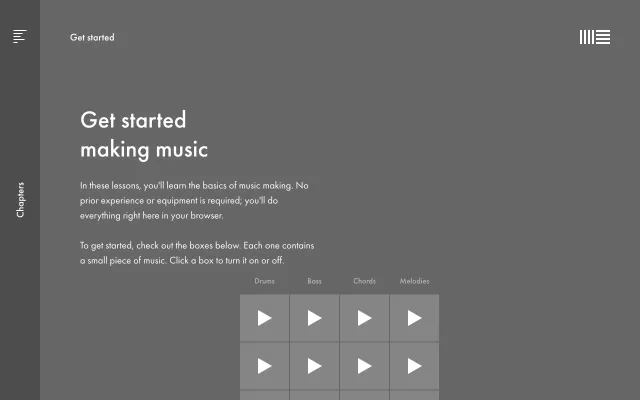 Get started
Get started
making music
In these lessons, you'll learn the basics of music making. No
prior experience or equipment is required; you'll do
everything right here in your browser.
To get started, check out the boxes below. Each one contains
a small piece of music. Click a box to turn it on or off.
Chapters
Drums
Bass
Chords
Melodies